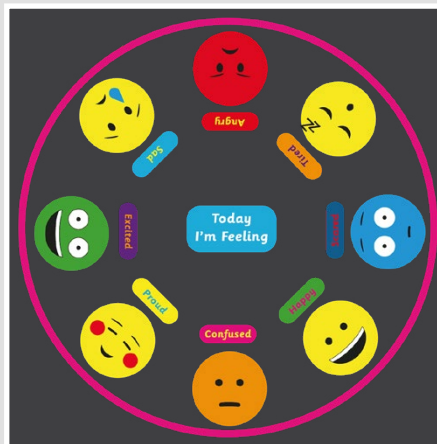 Today
I'm Feeling
Angry
Tired
Happy
Confused
Proud
Excited
Sad